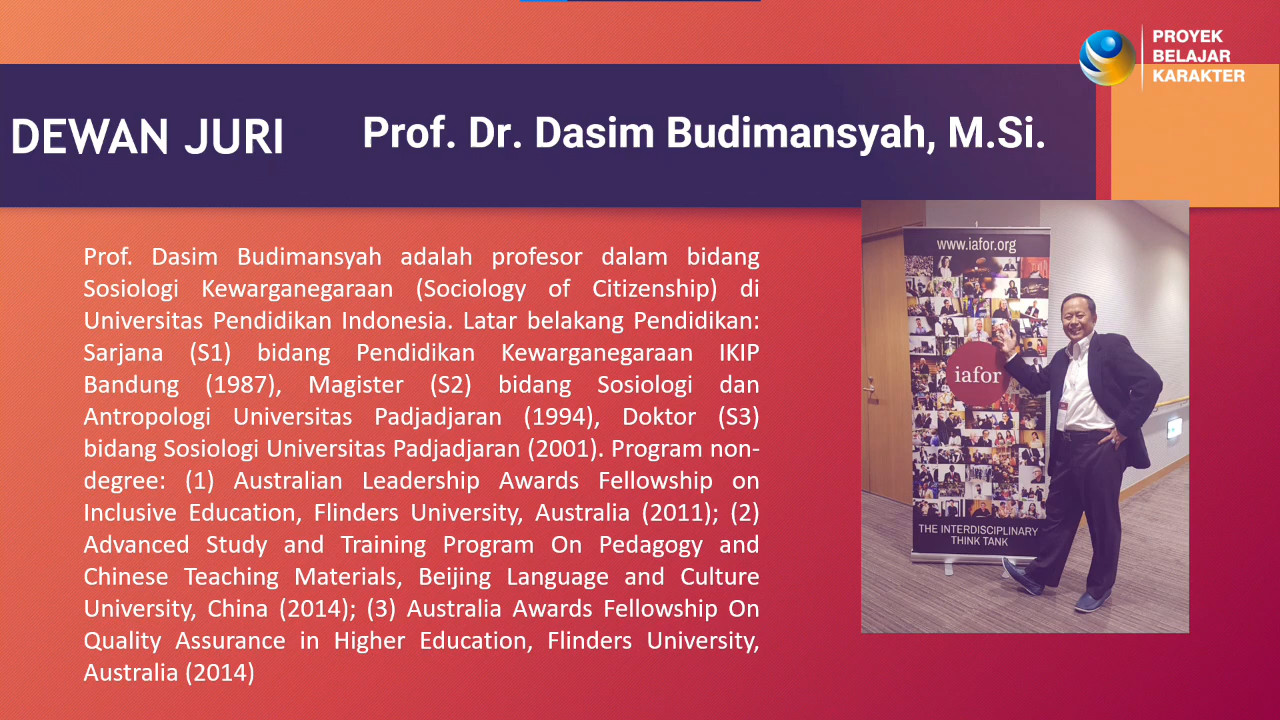 PROYEK
BELAJAR
KARAKTER
DEWAN JURI
Prof. Dr. Dasim Budimansyah, M.Si.
Prof. Dasim Budimansyah adalah profesor dalam bidang
Sosiologi Kewarganegaraan (Sociology of Citizenship) di
Universitas Pendidikan Indonesia. Latar belakang Pendidikan:
Sarjana (S1) bidang Pendidikan Kewarganegaraan IKIP
Bandung (1987), Magister (S2) bidang Sosiologi dan
Antropologi Universitas Padjadjaran (1994), Doktor (S3)
bidang Sosiologi Universitas Padjadjaran (2001). Program non-
degree: (1) Australian Leadership Awards Fellowship on
Inclusive Education, Flinders University, Australia (2011); (2)
Advanced Study and Training Program On Pedagogy and
Chinese Teaching Materials, Beijing Language and Culture
University, China (2014); (3) Australia Awards Fellowship On
Quality Assurance in Higher Education, Flinders University,
Australia (2014)
www.iafor.org
iafor
THE INTERDISCIPLINARY
THINK TANK